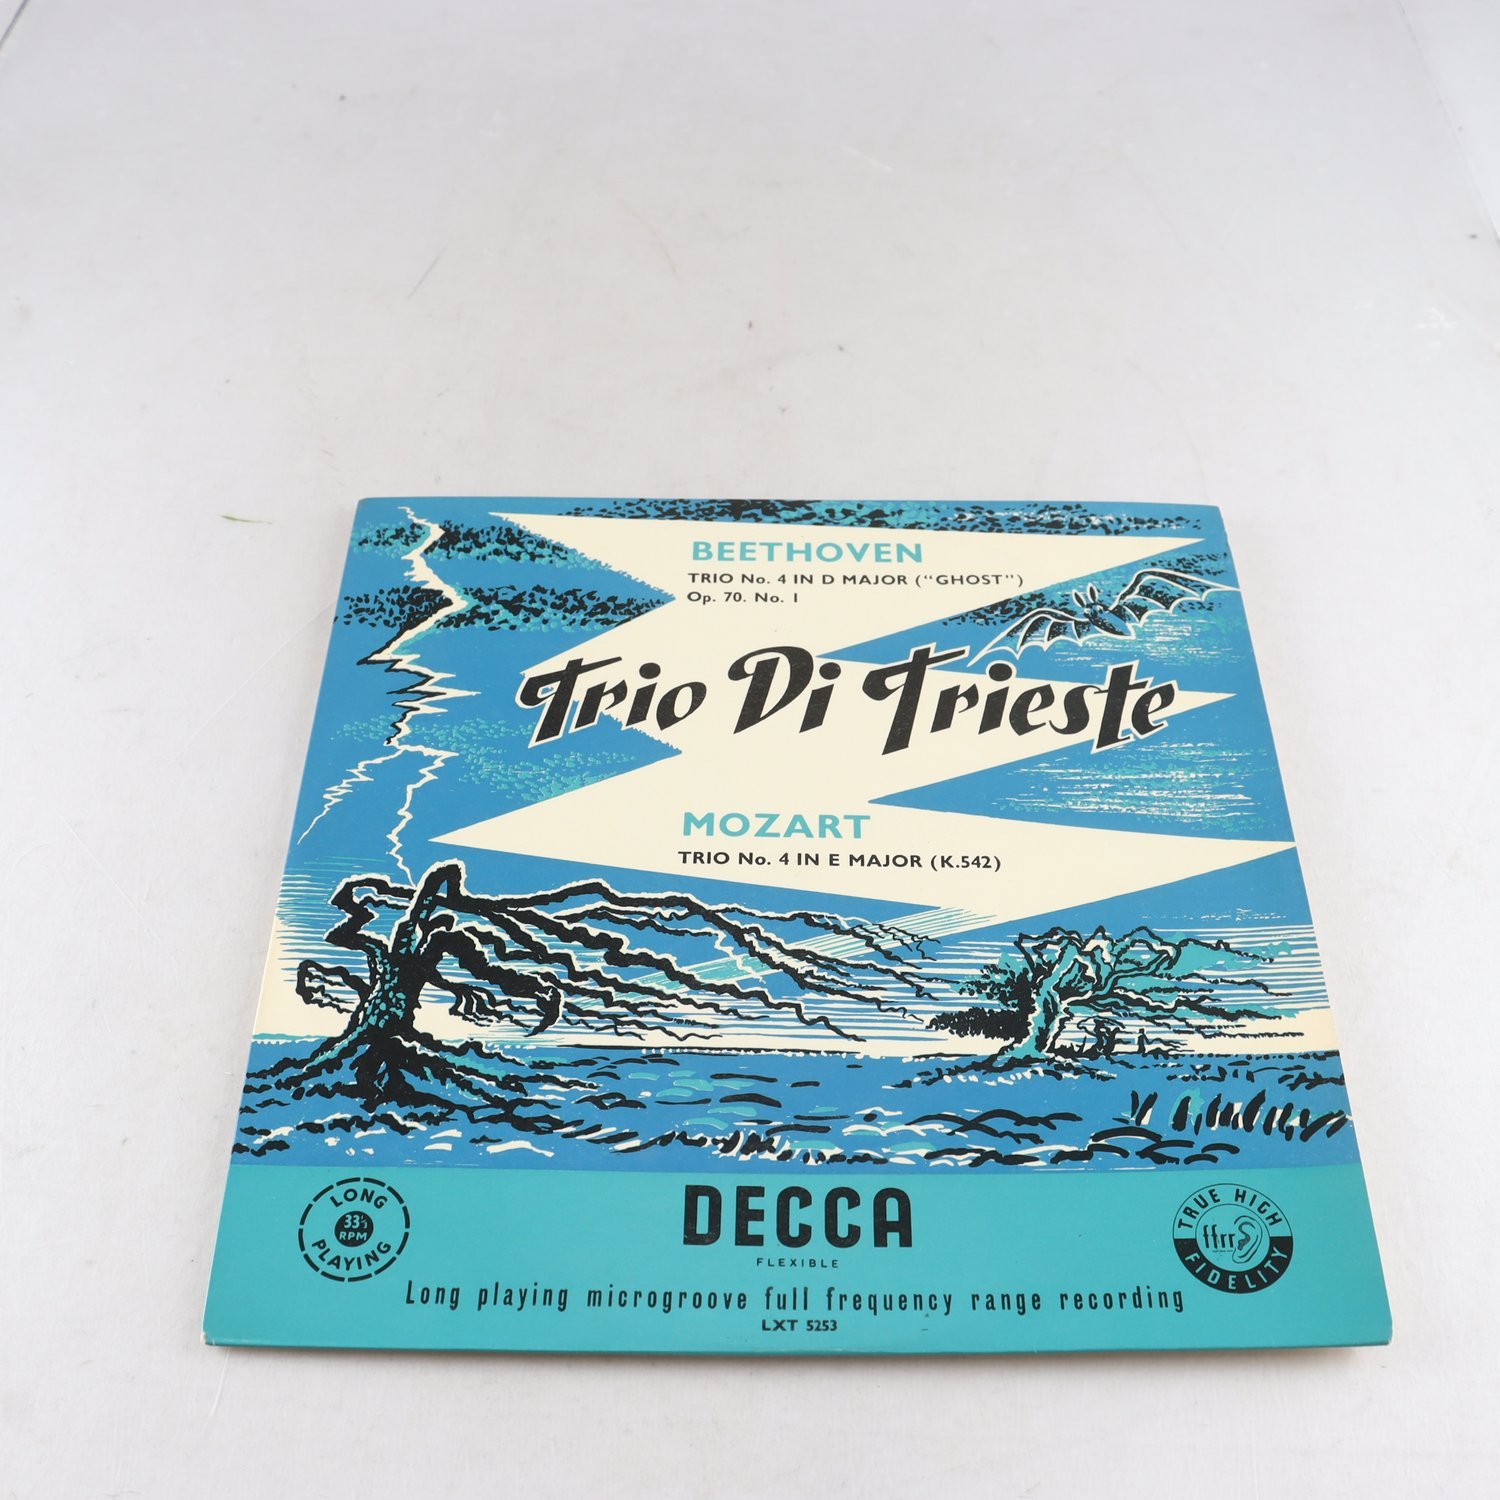 BEETHOVEN
TRIO No. 4 IN D MAJOR ("GHOST")
Op. 70. No. 1
Trio Di Trieste
MOZART
TRIO No. 4 IN E MAJOR (K.542)
LONG
33⅓
RPM
PLAYING
DECCA
FLEXIBLE
TRUE HIGH
ffrr
FIDELITY
Long playing microgroove full frequency range recording
LXT 5253